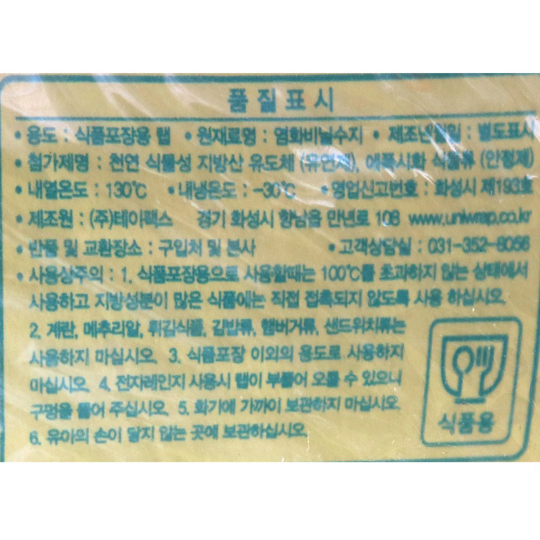 품질표시
• 용도 : 식품포장용 랩 • 원재료명 : 염화비닐수지 • 제조년월일 : 별도표시
• 첨가제명 : 천연 식물성 지방산 유도체 (유연제), 에폭시화 식물류 (안정제)
• 내열온도 : 130℃ • 내냉온도 : -30℃ • 영업신고번호 : 화성시 제193호
• 제조원 : (주)테이팩스 경기 화성시 향남읍 만년로 108 www.uniwrap.co.kr
• 반품 및 교환장소 : 구입처 및 본사 • 고객상담실 : 031-352-8056
• 사용상주의 : 1. 식품포장용으로 사용할때는 100℃를 초과하지 않는 상태에서
사용하고 지방성분이 많은 식품에는 직접 접촉되지 않도록 사용 하십시오.
2. 계란, 메추리알, 튀김식품, 김밥류, 햄버거류, 샌드위치류는
사용하지 마십시오. 3. 식품포장 이외의 용도로 사용하지
마십시오. 4. 전자레인지 사용시 랩이 부풀어 오를 수 있으니
구멍을 뚫어 주십시오. 5. 화기에 가까이 보관하지 마십시오.
6. 유아의 손이 닿지 않는 곳에 보관하십시오.
식품용